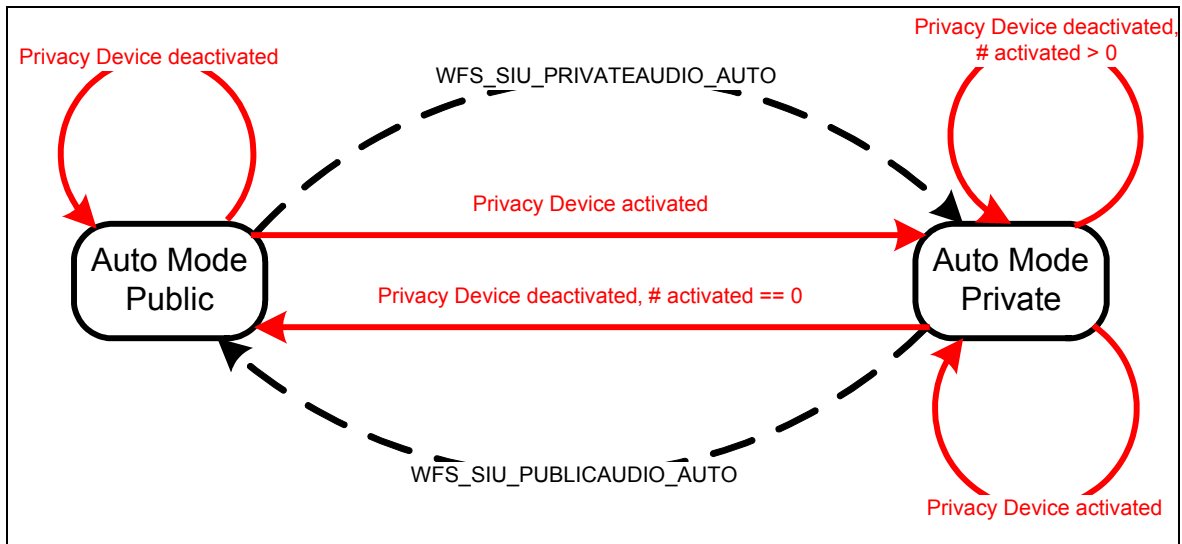 Privacy Device deactivated
Privacy Device deactivated,
# activated > 0
WFS_SIU_PRIVATEAUDIO_AUTO
Privacy Device activated
Auto Mode
Public
Auto Mode
Private
Privacy Device deactivated, # activated == 0
WFS_SIU_PUBLICAUDIO_AUTO
Privacy Device activated